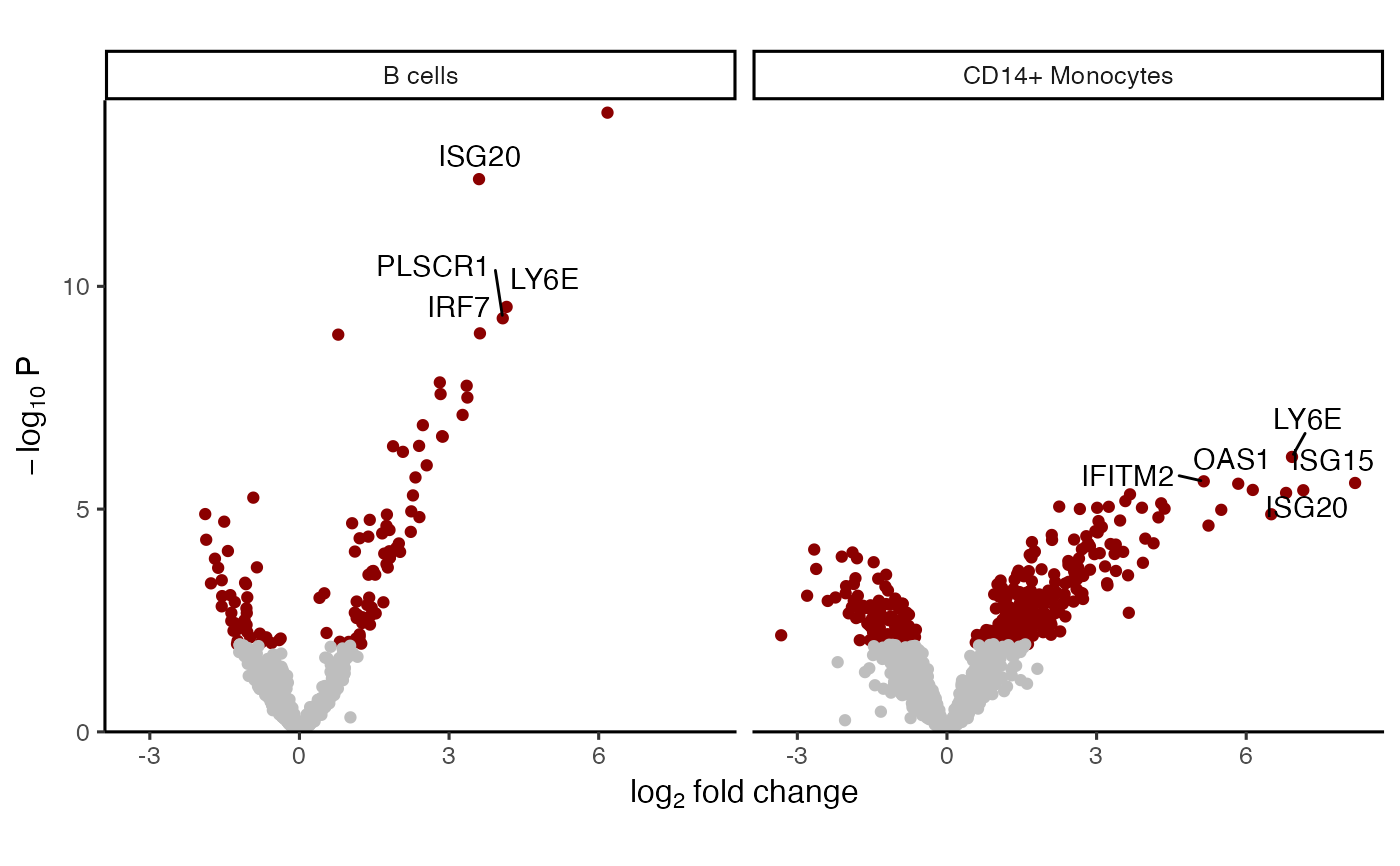 B cells
CD14+ Monocytes
ISG20
PLSCR1
LY6E
IRF7
LY6E
OAS1
ISG15
IFITM2
ISG20
10
5
0
− log10 P
-3 0 3 6
-3 0 3 6
log2 fold change